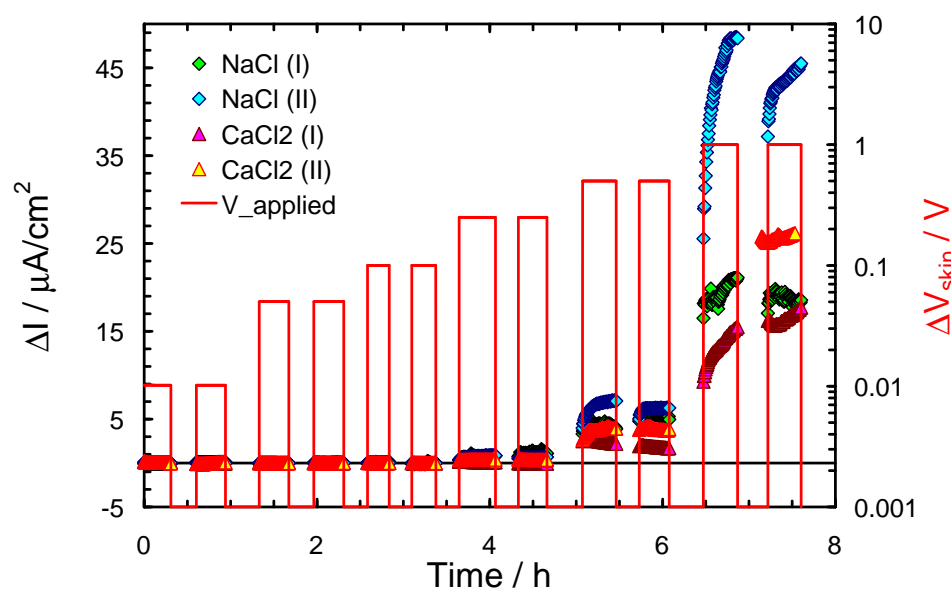 45
35
25
15
5
-5
ΔI / μA/cm²
NaCl (I)
NaCl (II)
CaCl2 (I)
CaCl2 (II)
V_applied
10
1
0.1
0.01
0.001
ΔV_skin / V
0 2 4 6 8
Time / h